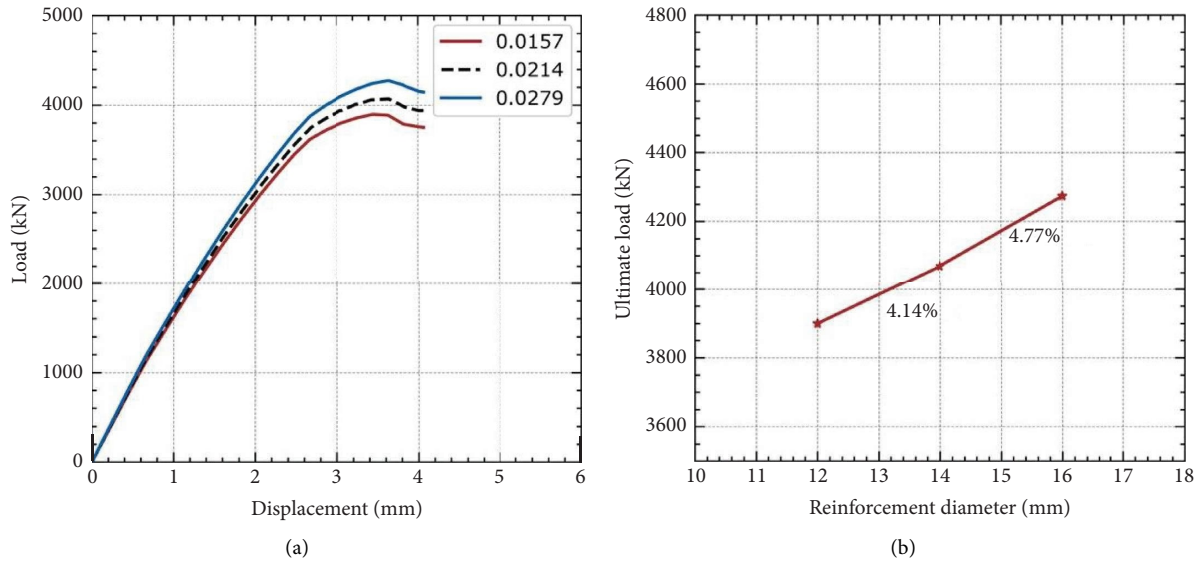 5000
4000
3000
2000
1000
0
Load (kN)
0.0157
0.0214
0.0279
0 1 2 3 4 5 6
Displacement (mm)
(a)
4800
4600
4400
4200
4000
3800
3600
Ultimate load (kN)
4.77%
4.14%
10 11 12 13 14 15 16 17 18
Reinforcement diameter (mm)
(b)